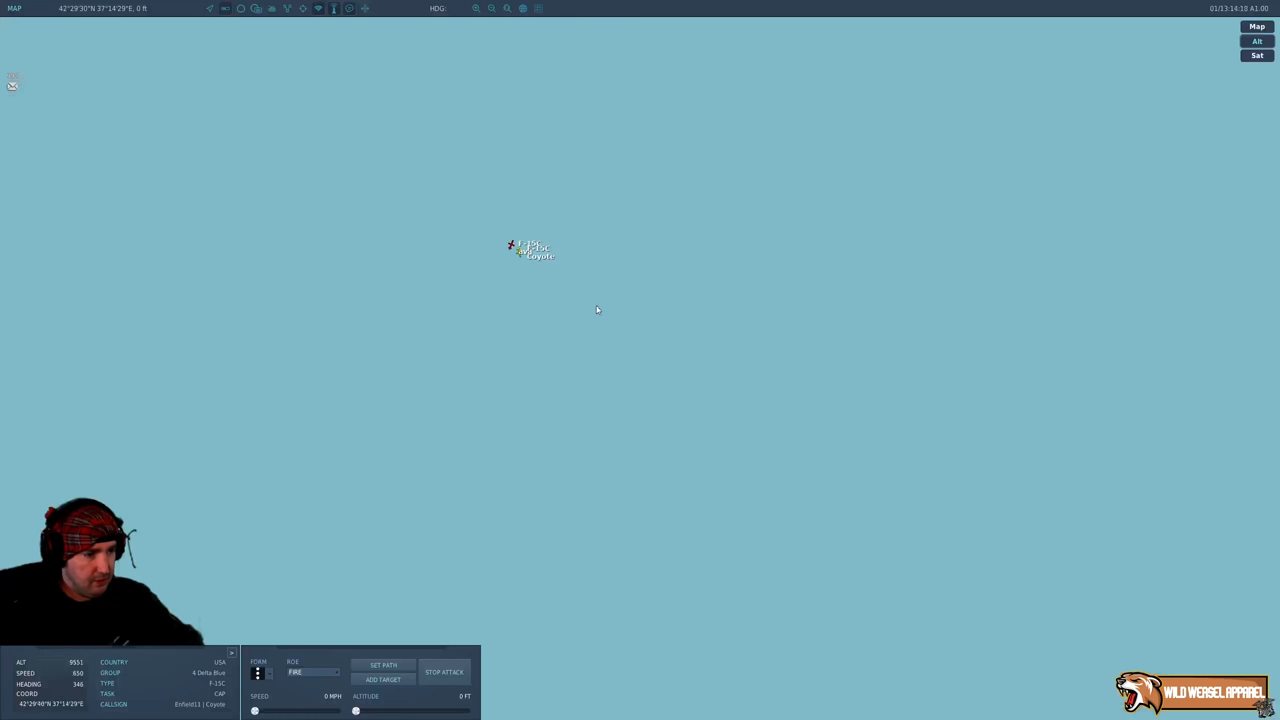 MAP
42°29'30"N 37°14'29"E, 0 ft
HDG:
01/13:14:18 A1.00
Map
Alt
Sat
F-15C
F-15C
Coyote
>
ALT 9551
SPEED 650
HEADING 346
COORD
42°29'40"N 37°14'29"E
COUNTRY USA
GROUP 4 Delta Blue
TYPE F-15C
TASK CAP
CALLSIGN Enfield11 | Coyote
FORM
ROE
FIRE
SET PATH
ADD TARGET
STOP ATTACK
SPEED 0 MPH
ALTITUDE 0 FT
WILD WEASEL APPAREL